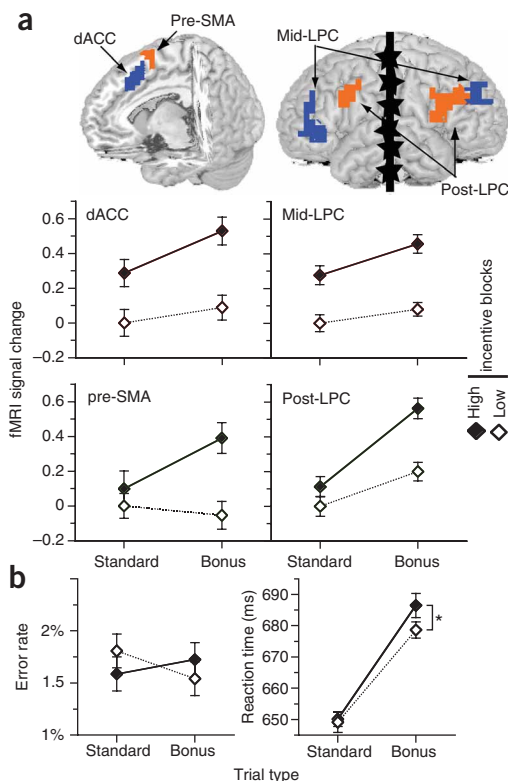 a
dACC
Pre-SMA
Mid-LPC
Post-LPC
dACC
Mid-LPC
0.6
0.4
0.2
0
–0.2
pre-SMA
Post-LPC
0.6
0.4
0.2
0
–0.2
fMRI signal change
Standard Bonus Standard Bonus
incentive blocks
High
Low
b
Error rate
2%
1.5
1%
Standard Bonus
Reaction time (ms)
690
680
670
660
650
*
Standard Bonus
Trial type